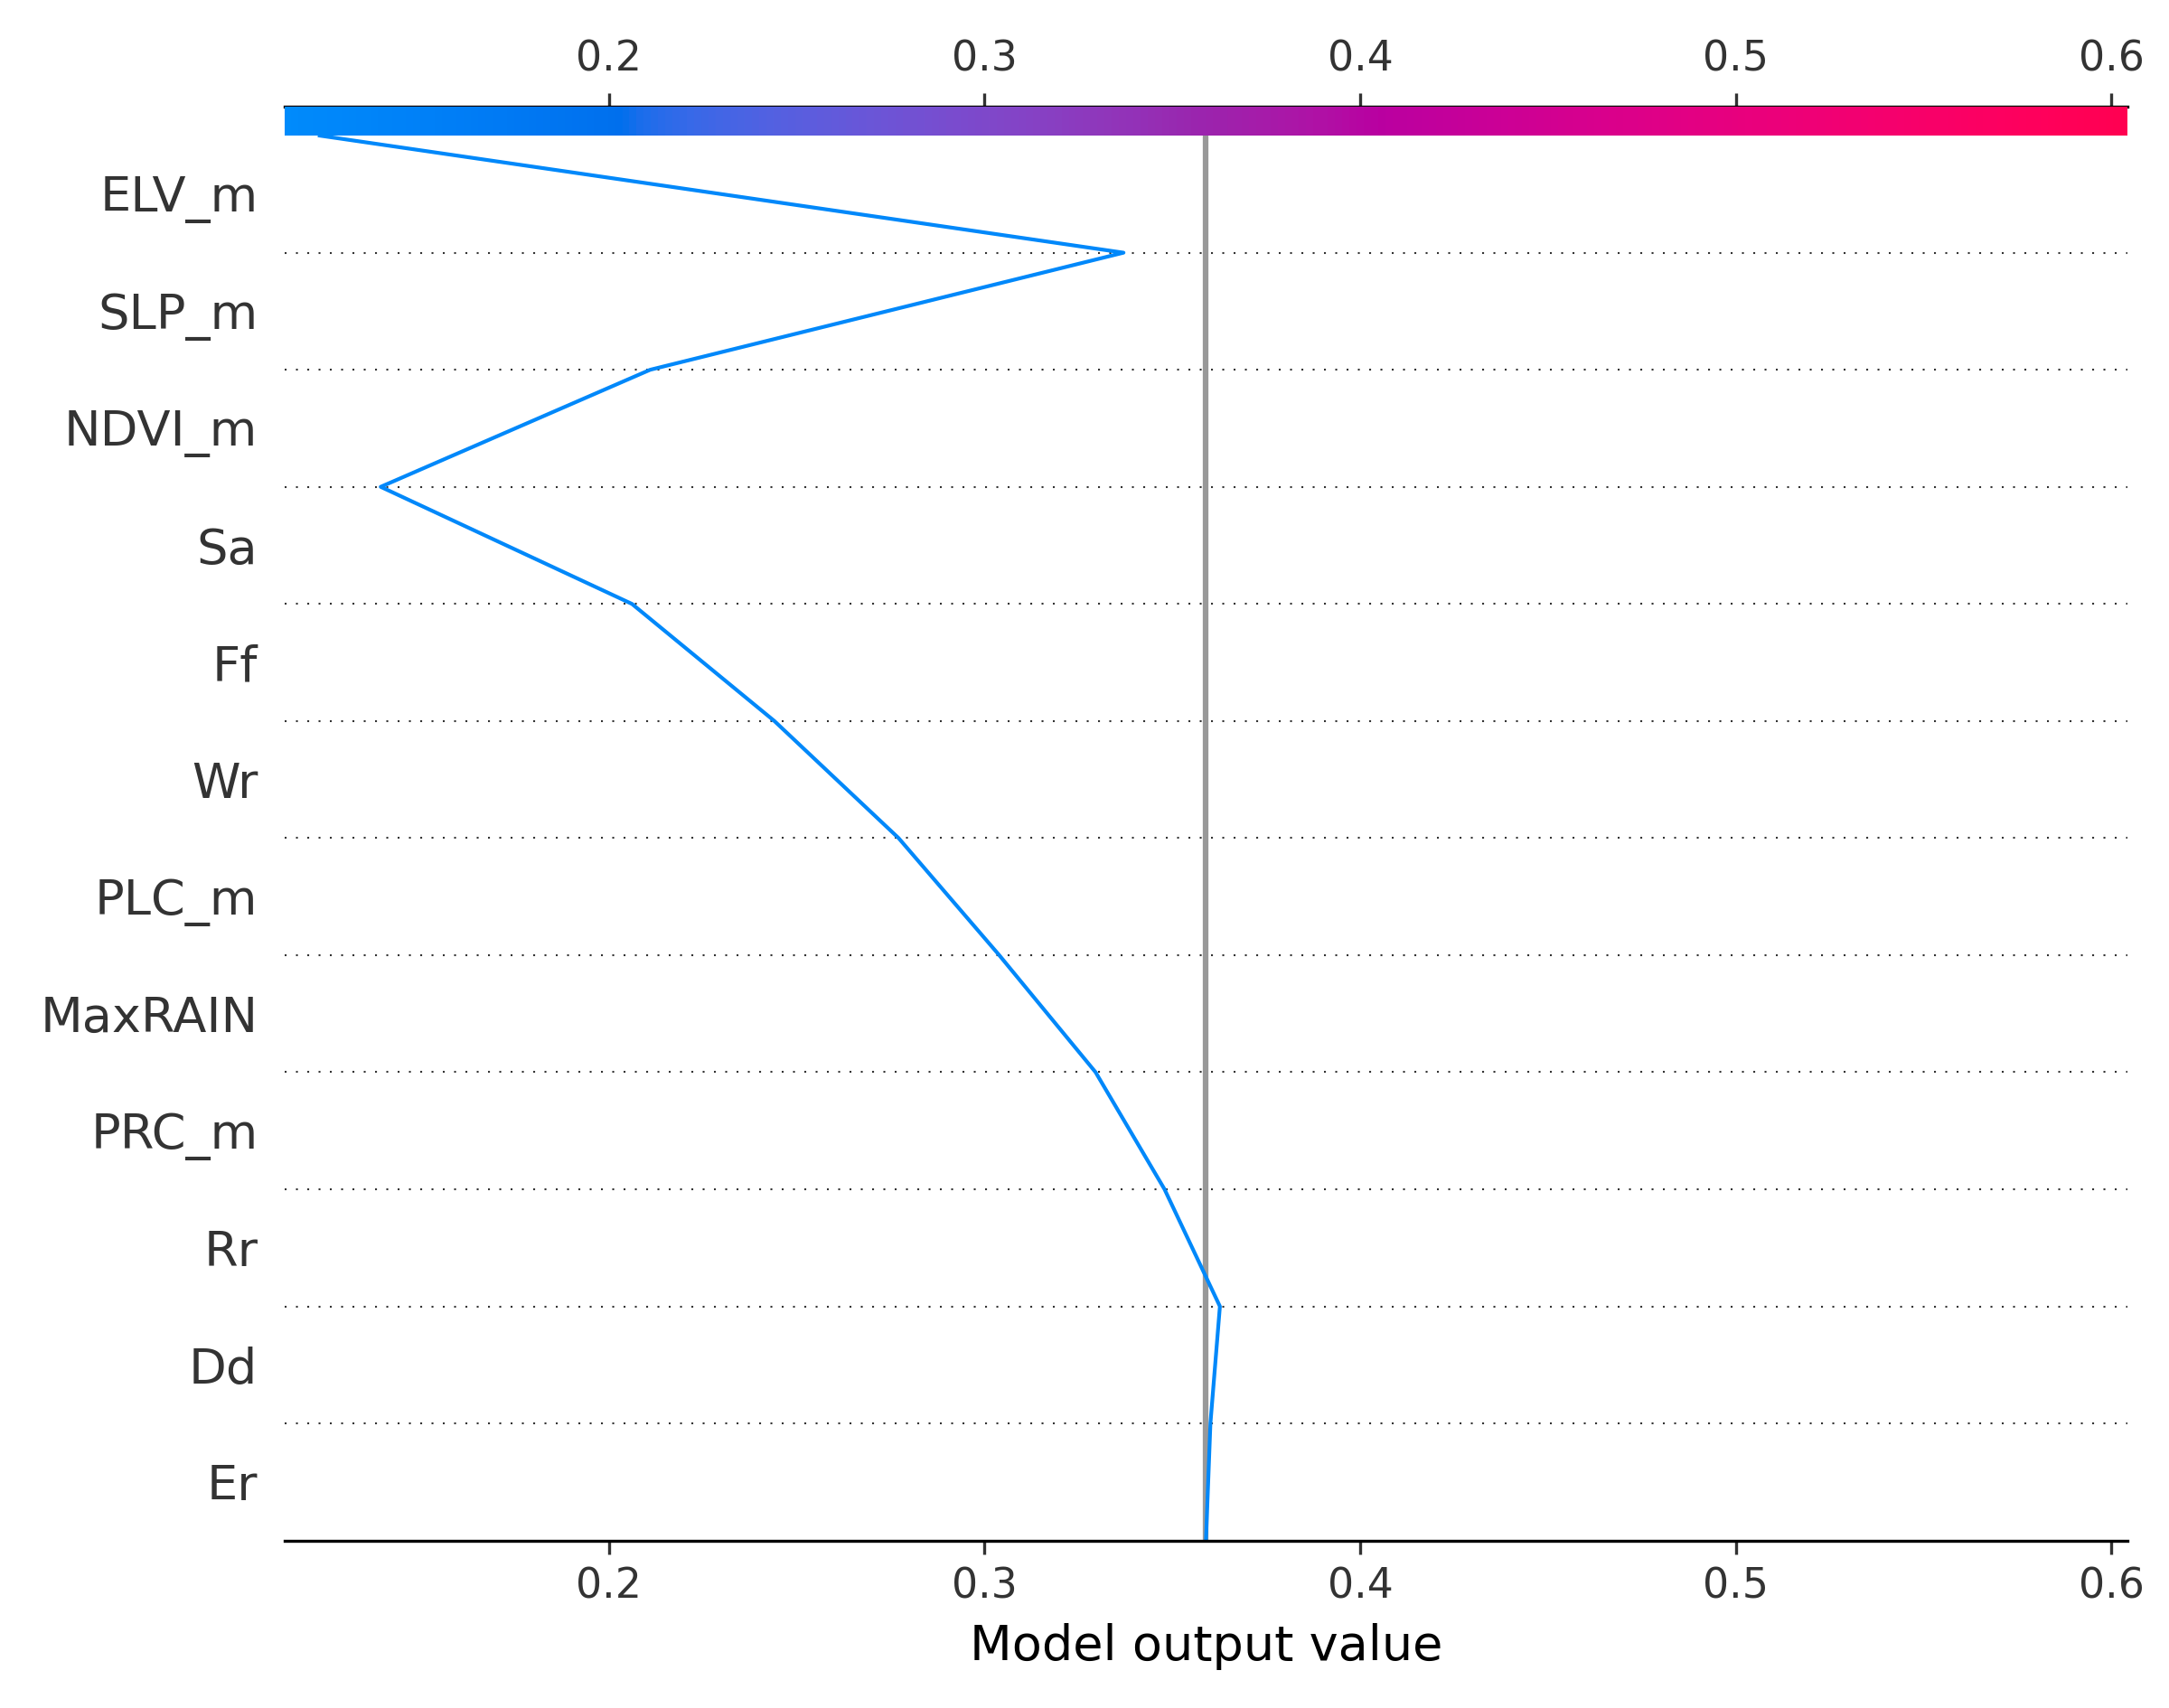 0.2 0.3 0.4 0.5 0.6
ELV_m
SLP_m
NDVI_m
Sa
Ff
Wr
PLC_m
MaxRAIN
PRC_m
Rr
Dd
Er
0.2 0.3 0.4 0.5 0.6
Model output value